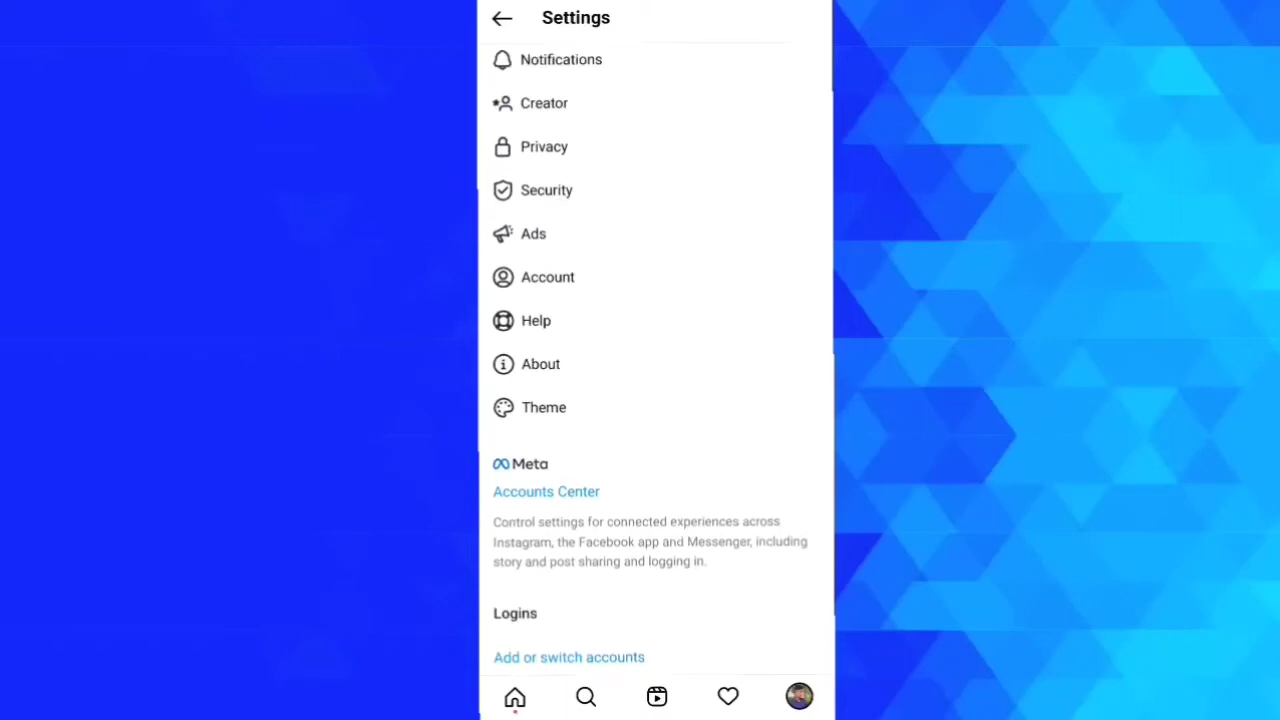 Settings
Notifications
Creator
Privacy
Security
Ads
Account
Help
About
Theme
Meta
Accounts Center
Control settings for connected experiences across
Instagram, the Facebook app and Messenger, including
story and post sharing and logging in.
Logins
Add or switch accounts